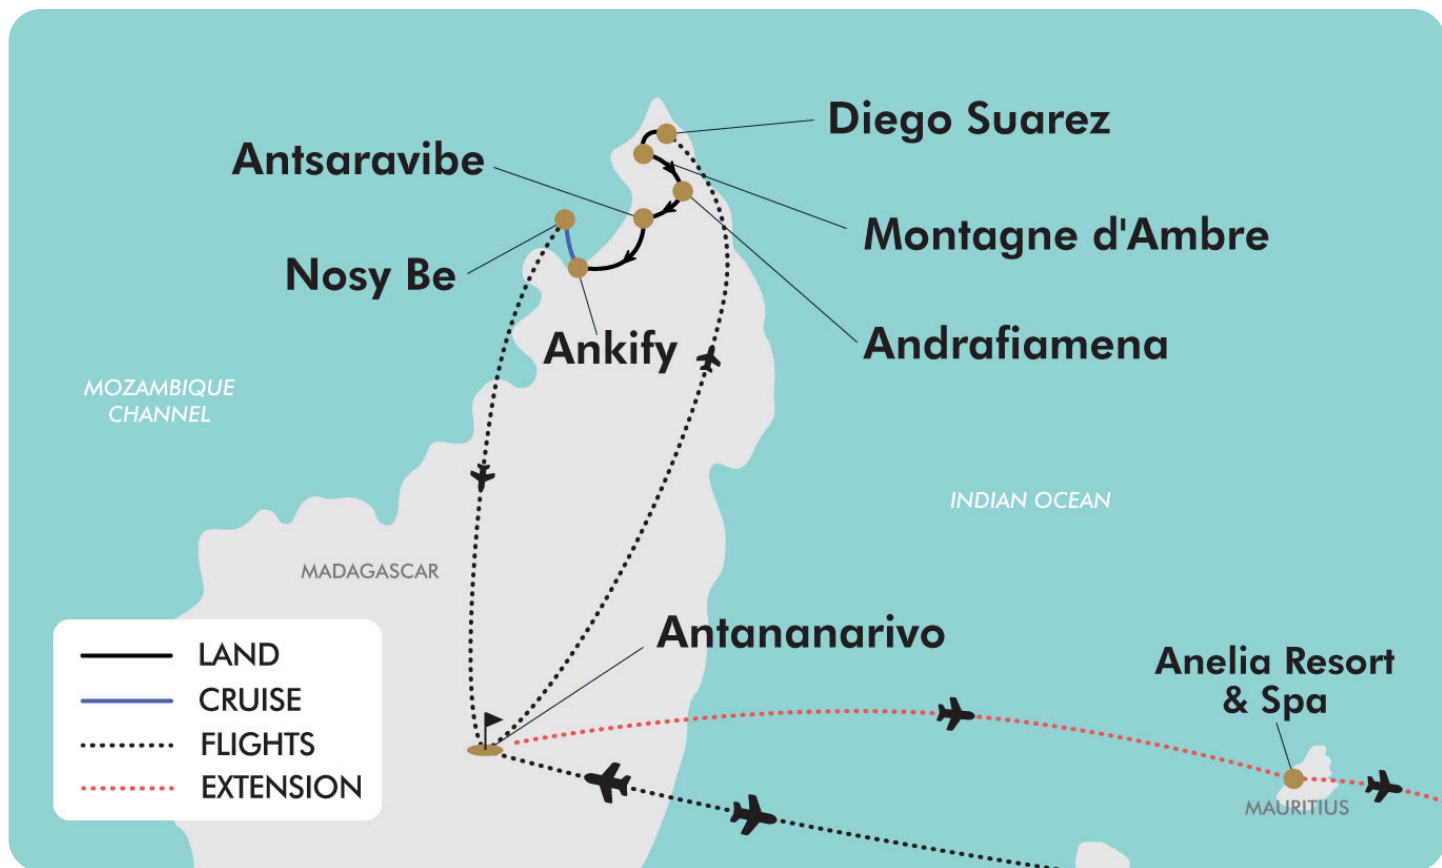 Diego Suarez
Antsaravibe
Montagne d'Ambre
Nosy Be
Ankify
Andrafiamena
MOZAMBIQUE
CHANNEL
INDIAN OCEAN
MADAGASCAR
Antananarivo
Anelia Resort
& Spa
MAURITIUS
LAND
CRUISE
FLIGHTS
EXTENSION